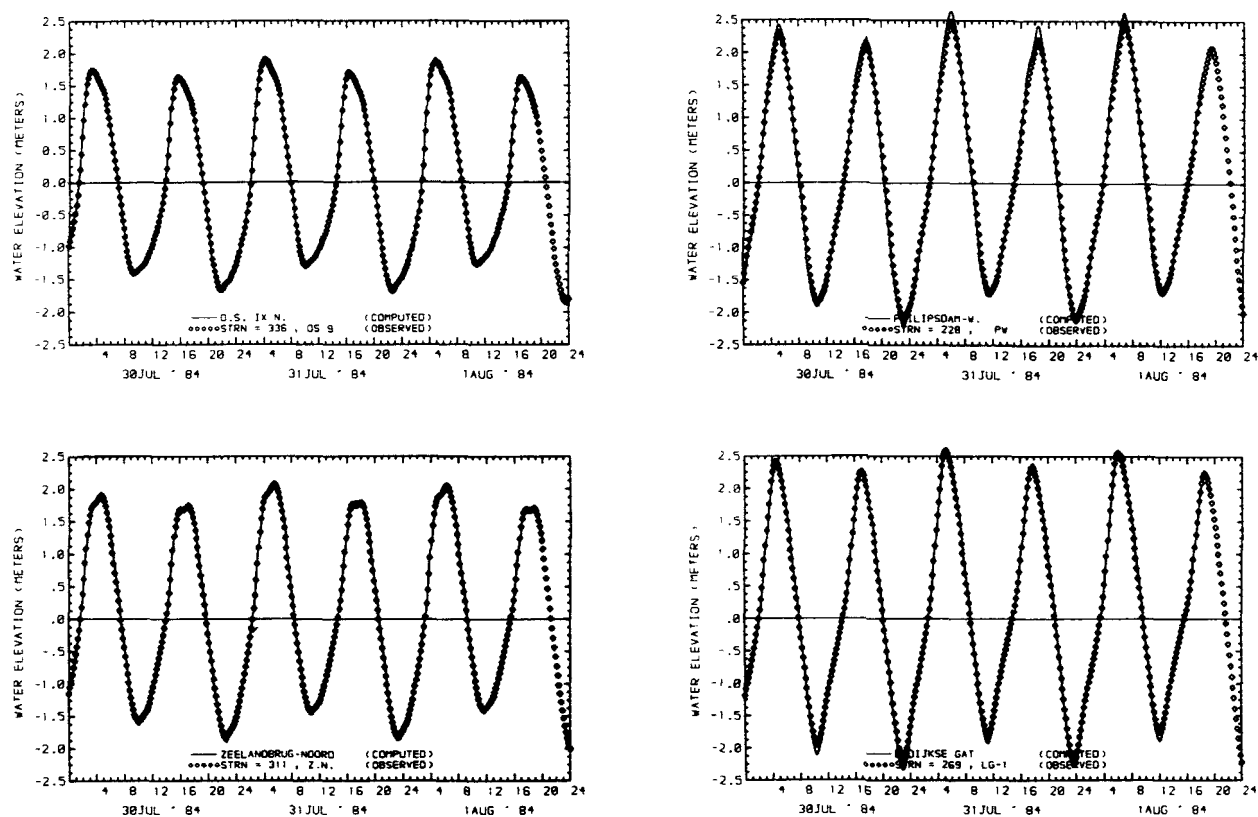 WATER ELEVATION (METERS)
2.5
2.0
1.5
1.0
.5
0.0
-0.5
-1.0
-1.5
-2.0
-2.5
O.S. IX N. (COMPUTED)
STRN = 336 , OS 9 (OBSERVED)
4 8 12 16 20 24 4 8 12 16 20 24 4 8 12 16 20 24
30JUL 84 31JUL 84 1AUG 84
WATER ELEVATION (METERS)
2.5
2.0
1.5
1.0
.5
.0
-.5
-1.0
-1.5
-2.0
-2.5
PHILIPSDAM-W. (COMPUTED)
STRN = 228 , PW (OBSERVED)
4 8 12 16 20 24 4 8 12 16 20 24 4 8 12 16 20 24
30JUL 84 31JUL 84 1AUG 84
WATER ELEVATION (METERS)
2.5
2.0
1.5
1.0
.5
.0
-.5
-1.0
-1.5
-2.0
-2.5
ZEELANDBRUG-NOORD (COMPUTED)
STRN = 311 , Z.N. (OBSERVED)
4 8 12 16 20 24 4 8 12 16 20 24 4 8 12 16 20 24
30JUL 84 31JUL 84 1AUG 84
WATER ELEVATION (METERS)
2.5
2.0
1.5
1.0
.5
.0
-.5
-1.0
-1.5
-2.0
-2.5
GAT (COMPUTED)
STRN = 269 , LG-1 (OBSERVED)
4 8 12 16 20 24 4 8 12 16 20 24 4 8 12 16 20 24
30JUL 84 31JUL 84 1AUG 84